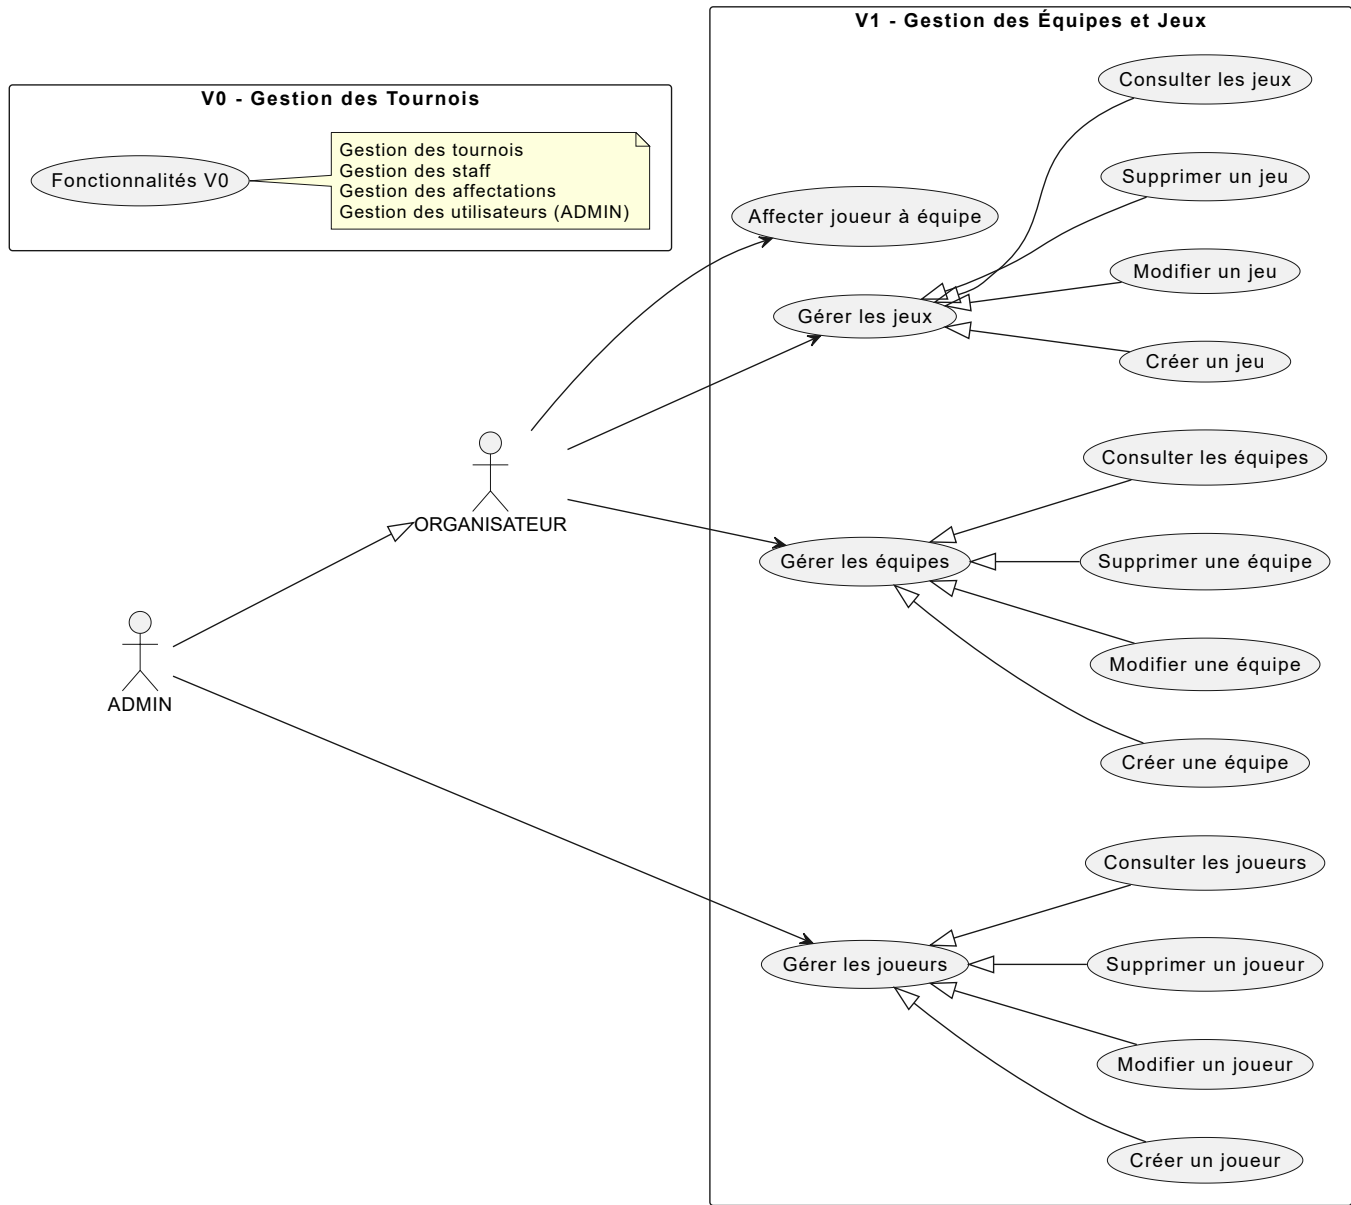 V0 - Gestion des Tournois
Fonctionnalités V0
Gestion des tournois
Gestion des staff
Gestion des affectations
Gestion des utilisateurs (ADMIN)
ORGANISATEUR
ADMIN
V1 - Gestion des Équipes et Jeux
Affecter joueur à équipe
Gérer les jeux
Consulter les jeux
Supprimer un jeu
Modifier un jeu
Créer un jeu
Gérer les équipes
Consulter les équipes
Supprimer une équipe
Modifier une équipe
Créer une équipe
Gérer les joueurs
Consulter les joueurs
Supprimer un joueur
Modifier un joueur
Créer un joueur